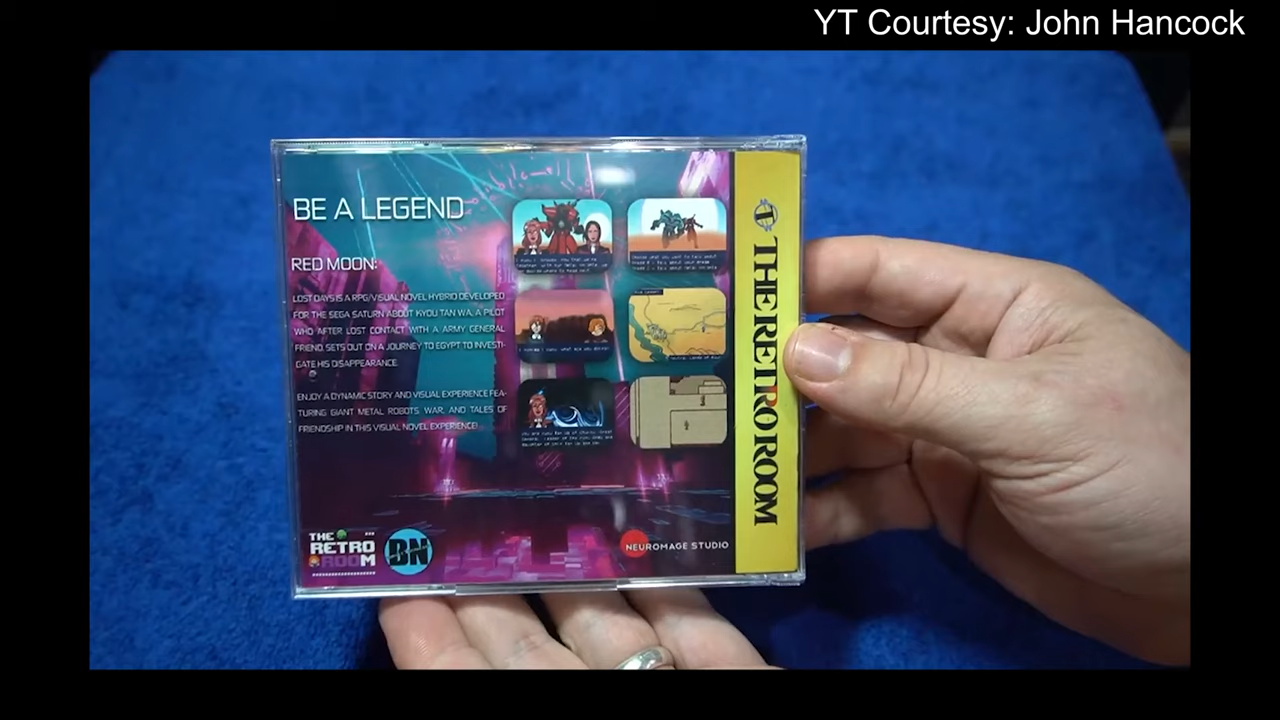 YT Courtesy: John Hancock
BE A LEGEND
RED MOON:
LOST DAYS IS A RPG/VISUAL NOVEL HYBRID DEVELOPED
FOR THE SEGA SATURN ABOUT KYOU TAN WA, A PILOT
WHO AFTER LOST CONTACT WITH A ARMY GENERAL
FRIEND, SETS OUT ON A JOURNEY TO EGYPT TO INVESTI-
GATE HIS DISAPPEARANCE.
ENJOY A DYNAMIC STORY AND VISUAL EXPERIENCE FEA-
TURING GIANT METAL ROBOTS WAR, AND TALES OF
FRIENDSHIP IN THIS VISUAL NOVEL EXPERIENCE!
THE RETRO ROOM
THE
RETRO
ROOM
BN
NEUROMAGE STUDIO